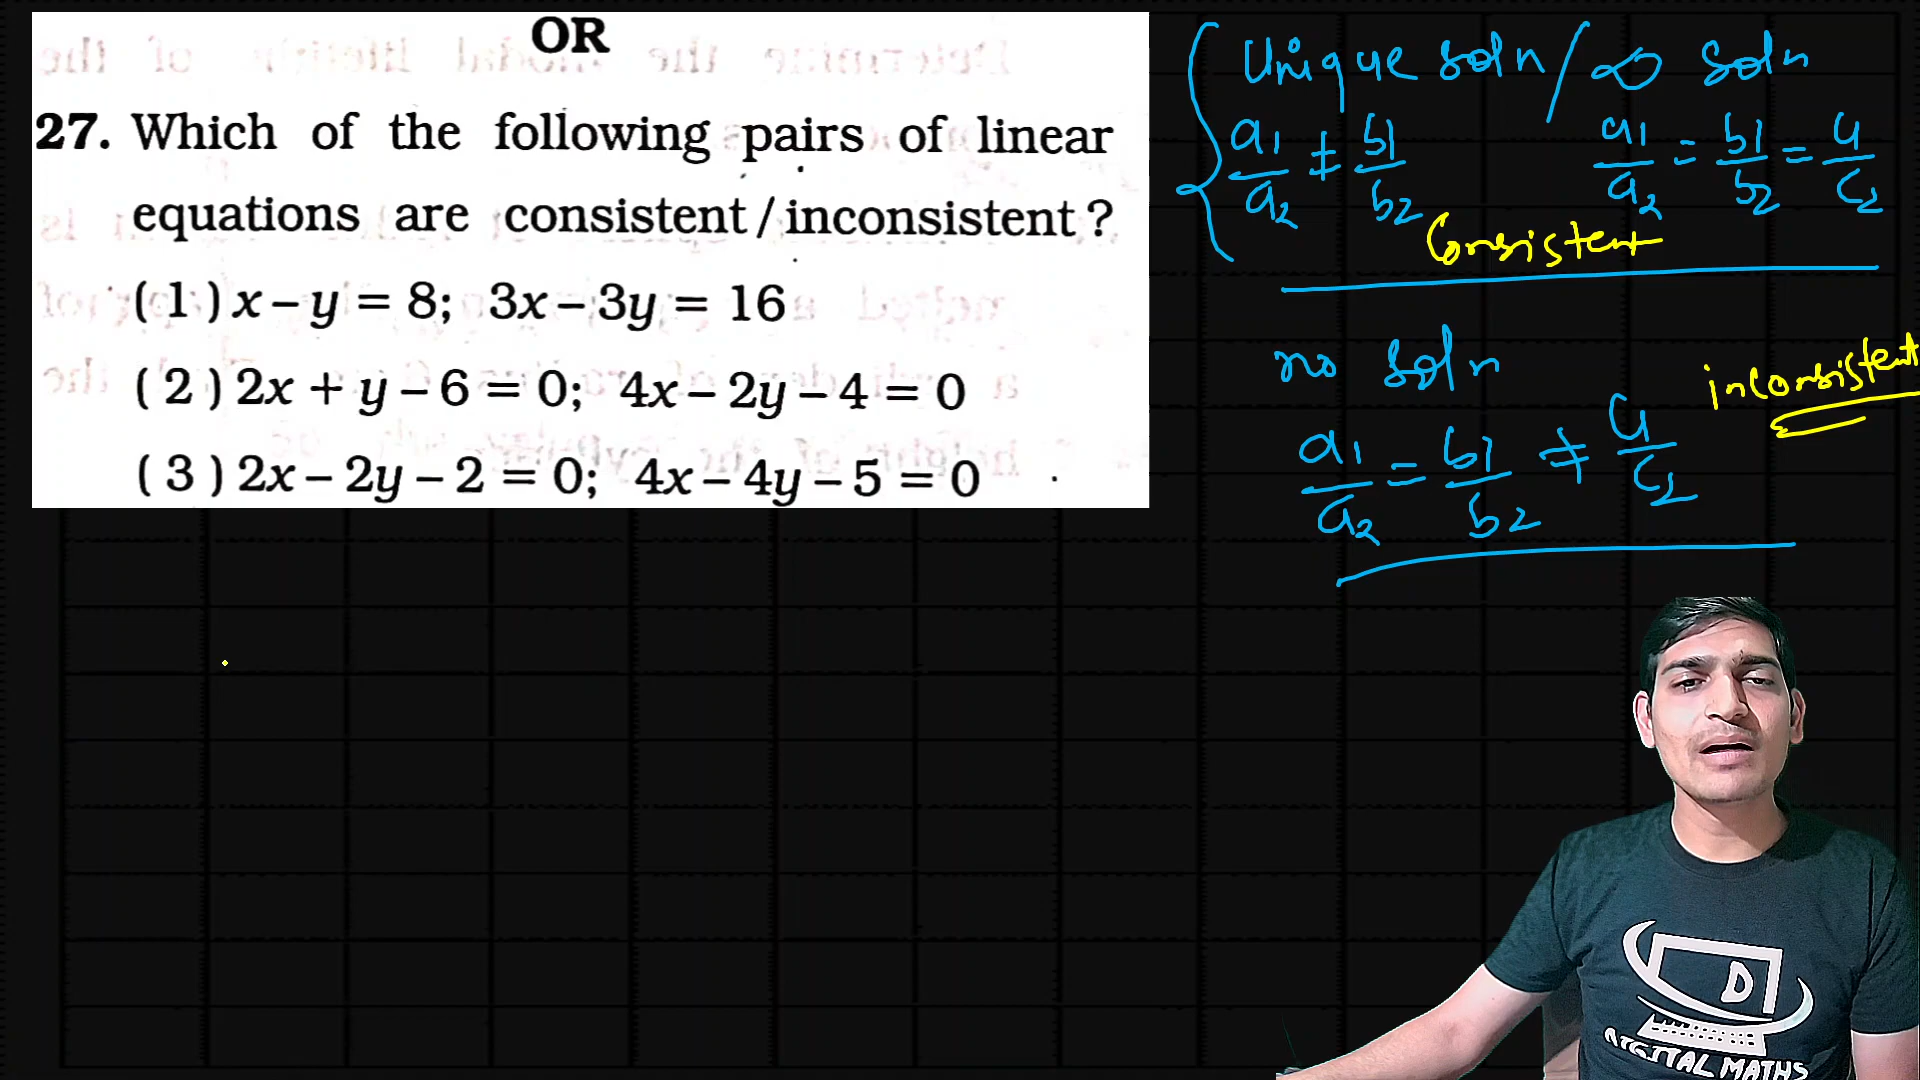 OR
27. Which of the following pairs of linear
equations are consistent / inconsistent ?
( 1 ) x – y = 8; 3x – 3y = 16
( 2 ) 2x + y – 6 = 0; 4x – 2y – 4 = 0
( 3 ) 2x – 2y – 2 = 0; 4x – 4y – 5 = 0
Unique soln / ∞ soln
a1/a2 ≠ b1/b2 a1/a2 = b1/b2 = c1/c2
Consistent
no soln
inconsistent
a1/a2 = b1/b2 ≠ c1/c2
D
DIGITAL MATHS